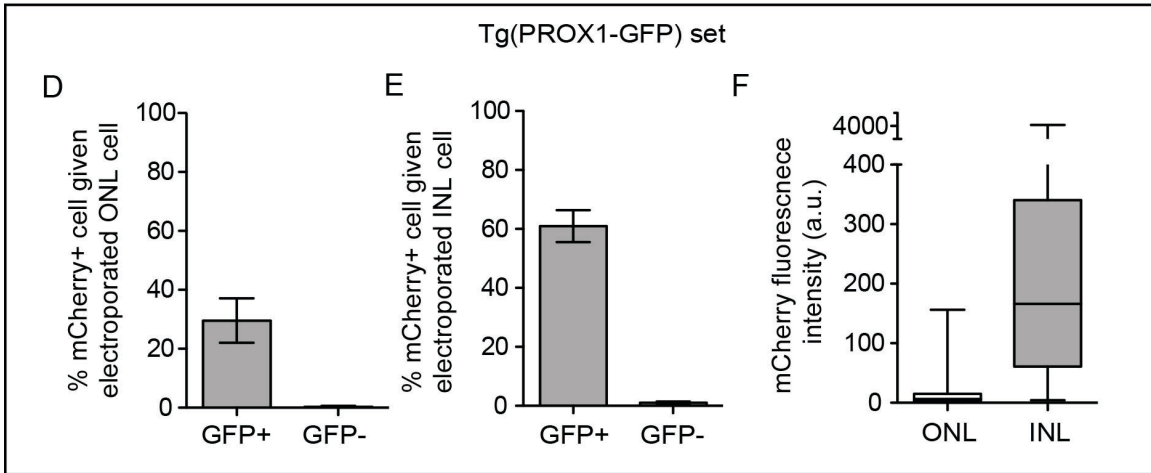 Tg(PROX1-GFP) set
D
% mCherry+ cell given
electroporated ONL cell
100
80
60
40
20
0
GFP+ GFP-
E
% mCherry+ cell given
electroporated INL cell
100
80
60
40
20
0
GFP+ GFP-
F
mCherry fluorescnece
intensity (a.u.)
4000
400
300
200
100
0
ONL INL